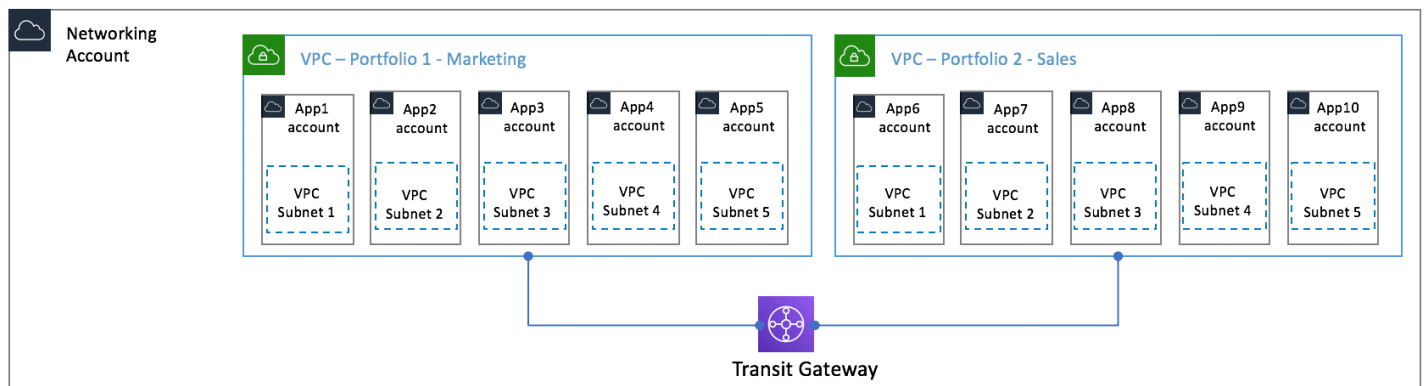 Networking
Account
VPC – Portfolio 1 - Marketing
App1
account
VPC
Subnet 1
App2
account
VPC
Subnet 2
App3
account
VPC
Subnet 3
App4
account
VPC
Subnet 4
App5
account
VPC
Subnet 5
VPC – Portfolio 2 - Sales
App6
account
VPC
Subnet 1
App7
account
VPC
Subnet 2
App8
account
VPC
Subnet 3
App9
account
VPC
Subnet 4
App10
account
VPC
Subnet 5
Transit Gateway